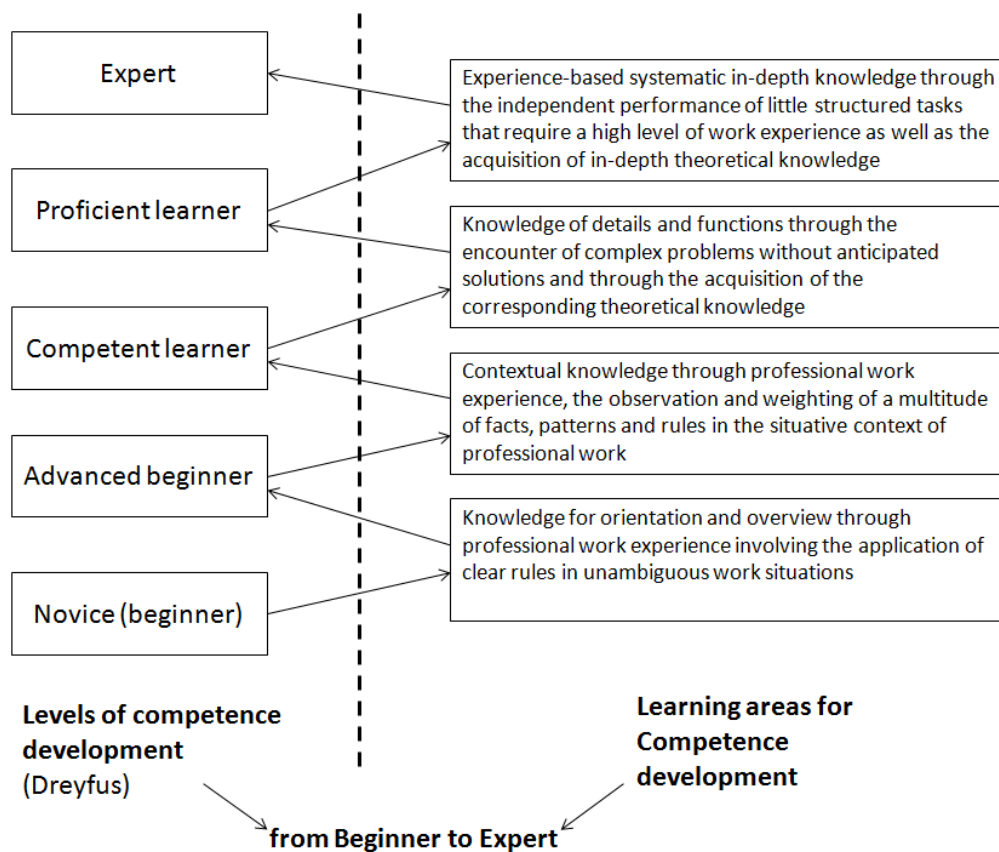 Expert
Experience-based systematic in-depth knowledge through
the independent performance of little structured tasks
that require a high level of work experience as well as the
acquisition of in-depth theoretical knowledge
Proficient learner
Knowledge of details and functions through the
encounter of complex problems without anticipated
solutions and through the acquisition of the
corresponding theoretical knowledge
Competent learner
Contextual knowledge through professional work
experience, the observation and weighting of a multitude
of facts, patterns and rules in the situative context of
professional work
Advanced beginner
Knowledge for orientation and overview through
professional work experience involving the application of
clear rules in unambiguous work situations
Novice (beginner)
Levels of competence
development
(Dreyfus)
Learning areas for
Competence
development
from Beginner to Expert